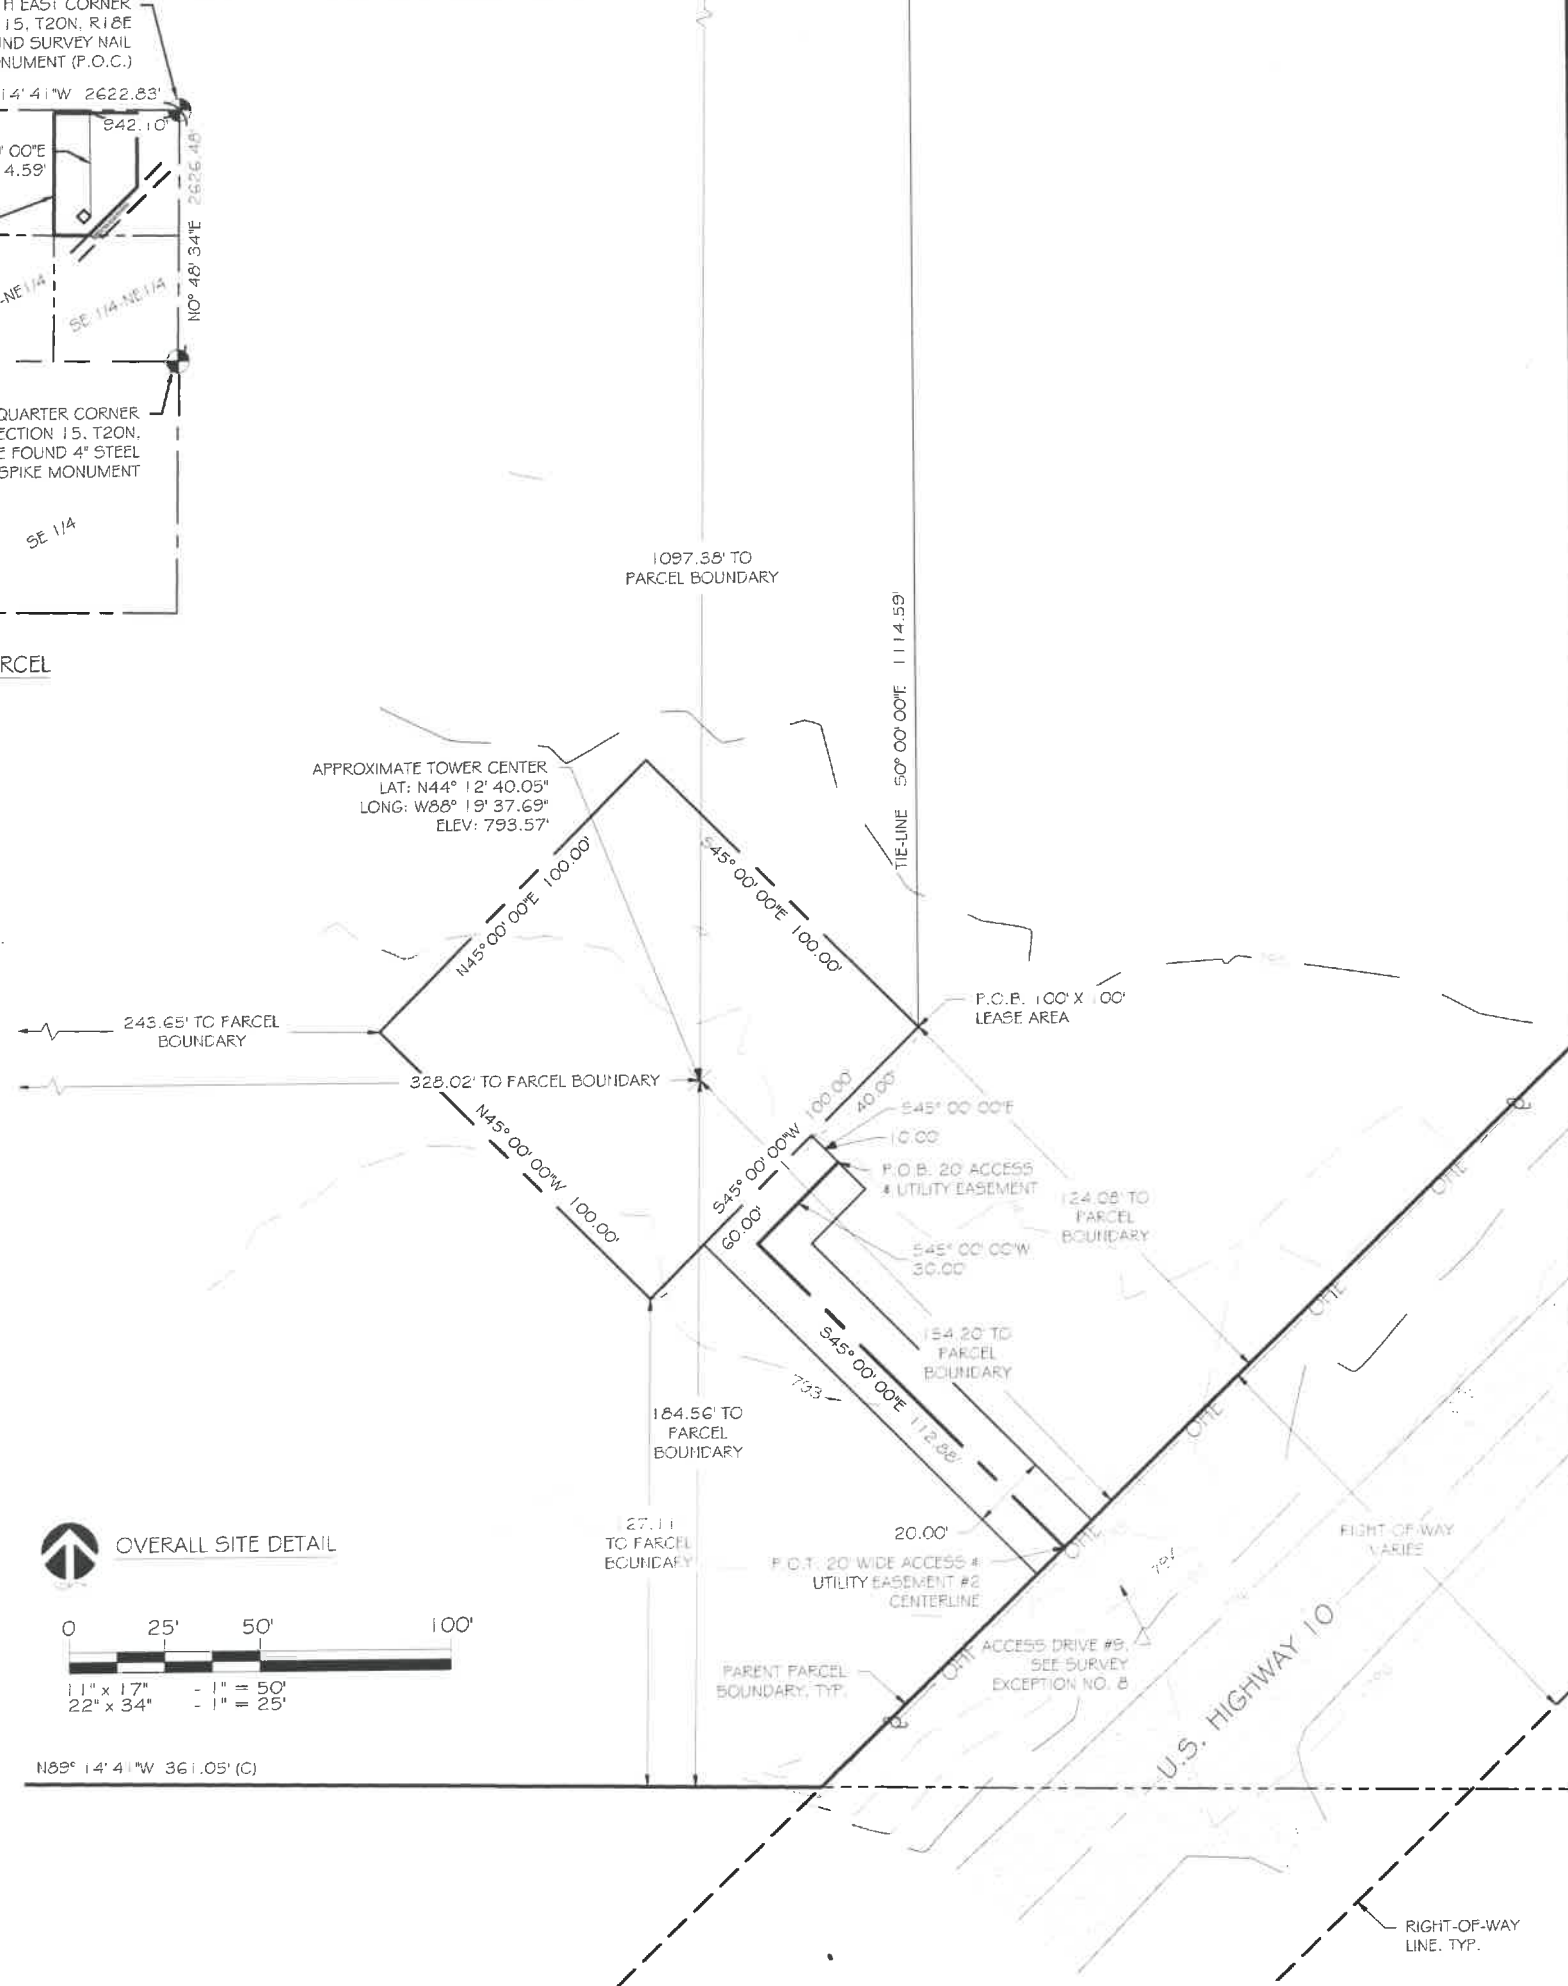 EAST CORNER
15, T20N, R18E
SURVEY NAIL
(P.O.C.)
14' 41"W 2622.83'
942.10'
00"E
4.59'
2626.48'
N0° 48' 34"E
-NE1/4
SE 1/4-NE1/4
QUARTER CORNER
15, T20N,
FOUND 4" STEEL
SPIKE MONUMENT
SE 1/4
RCEL
1097.38' TO
PARCEL BOUNDARY
TIE-LINE S0° 00' 00"E 1114.59'
APPROXIMATE TOWER CENTER
LAT: N44° 12' 40.05"
LONG: W88° 19' 37.69"
ELEV: 793.57'
N45° 00' 00"E 100.00'
S45° 00' 00"E 100.00'
P.O.B. 100' X 100'
LEASE AREA
243.65' TO PARCEL
BOUNDARY
328.02' TO PARCEL BOUNDARY
N45° 00' 00"W 100.00'
S45° 00' 00"W 100.00'
40.00'
60.00'
S45° 00' 00"E
10.00'
P.O.B. 20' ACCESS
& UTILITY EASEMENT
124.08' TO
PARCEL
BOUNDARY
S45° 00' 00"W
30.00'
OHE
OHE
OHE
154.20' TO
PARCEL
BOUNDARY
S45° 00' 00"E 112.88'
793
184.56' TO
PARCEL
BOUNDARY
127.11
TO PARCEL
BOUNDARY
OVERALL SITE DETAIL
20.00'
P.O.T. 20' WIDE ACCESS &
UTILITY EASEMENT #2
CENTERLINE
OHE
RIGHT-OF-WAY
VARIES
0 25' 50' 100'
11" x 17" - 1" = 50'
22" x 34" - 1" = 25'
PARENT PARCEL
BOUNDARY, TYP.
OHE
ACCESS DRIVE #9,
SEE SURVEY
EXCEPTION NO. 8
U.S. HIGHWAY 10
N89° 14' 41"W 361.05' (C)
RIGHT-OF-WAY
LINE, TYP.